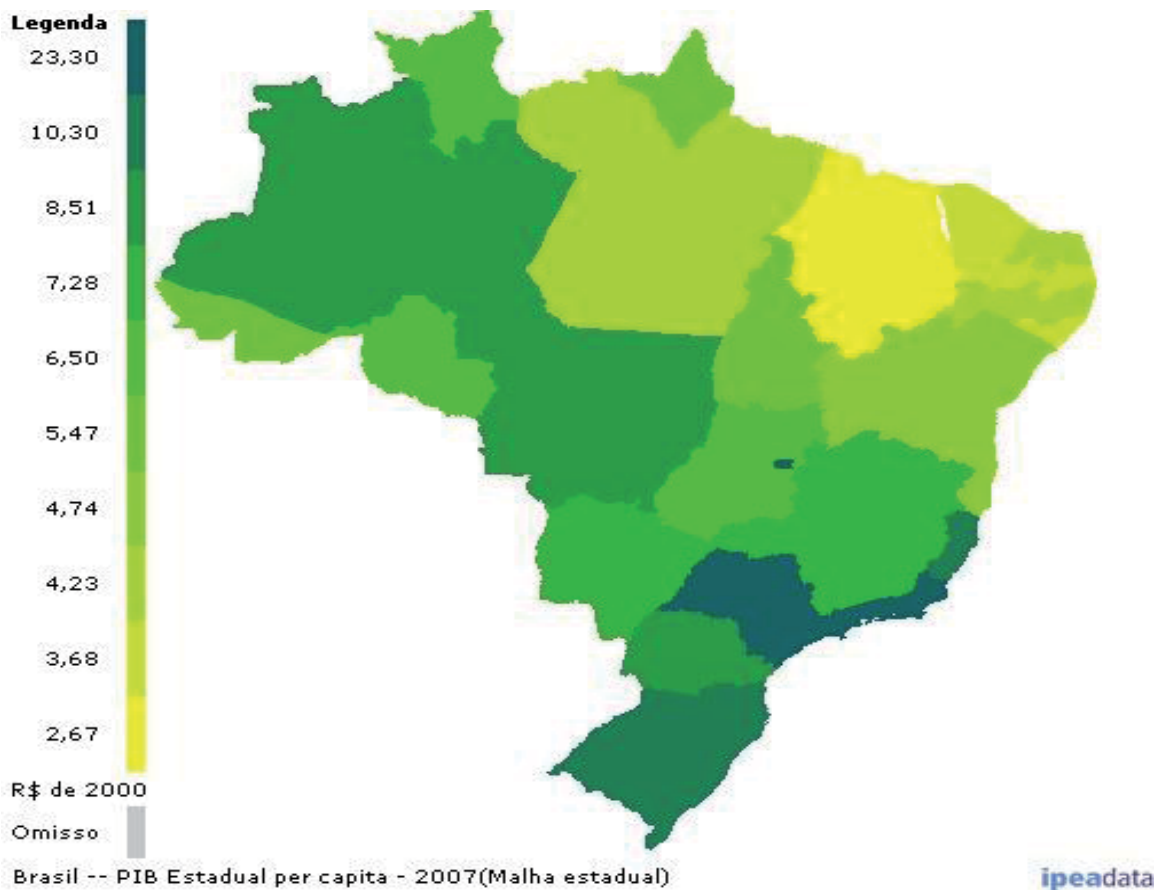 Legenda
23,30
10,30
8,51
7,28
6,50
5,47
4,74
4,23
3,68
2,67
R$ de 2000
Omisso
Brasil -- PIB Estadual per capita - 2007(Malha estadual)
ipeadata